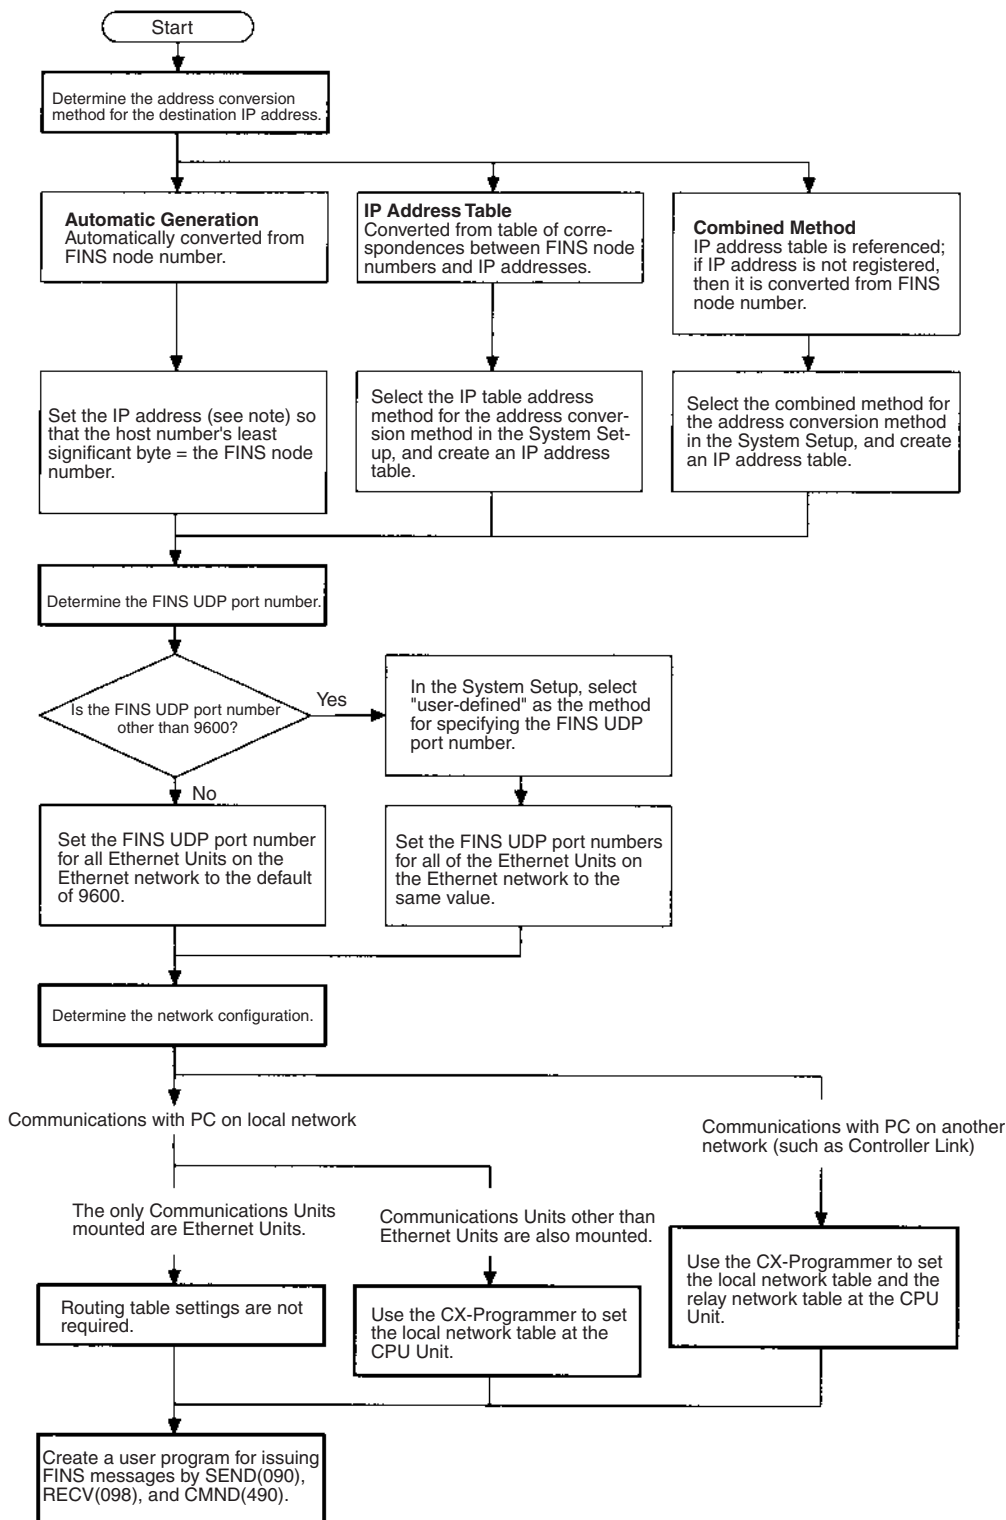 Start
Determine the address conversion
method for the destination IP address.
Automatic Generation
Automatically converted from
FINS node number.
IP Address Table
Converted from table of corre-
spondences between FINS node
numbers and IP addresses.
Combined Method
IP address table is referenced;
if IP address is not registered,
then it is converted from FINS
node number.
Set the IP address (see note) so
that the host number's least
significant byte = the FINS node
number.
Select the IP table address
method for the address conver-
sion method in the System Set-
up, and create an IP address
table.
Select the combined method for
the address conversion method
in the System Setup, and create
an IP address table.
Determine the FINS UDP port number.
Is the FINS UDP port number
other than 9600?
Yes
In the System Setup, select
"user-defined" as the method
for specifying the FINS UDP
port number.
No
Set the FINS UDP port number
for all Ethernet Units on the
Ethernet network to the default
of 9600.
Set the FINS UDP port numbers
for all of the Ethernet Units on
the Ethernet network to the
same value.
Determine the network configuration.
Communications with PC on local network
Communications with PC on another
network (such as Controller Link)
The only Communications Units
mounted are Ethernet Units.
Communications Units other than
Ethernet Units are also mounted.
Routing table settings are not
required.
Use the CX-Programmer to set
the local network table at the
CPU Unit.
Use the CX-Programmer to set
the local network table and the
relay network table at the CPU
Unit.
Create a user program for issuing
FINS messages by SEND(090),
RECV(098), and CMND(490).